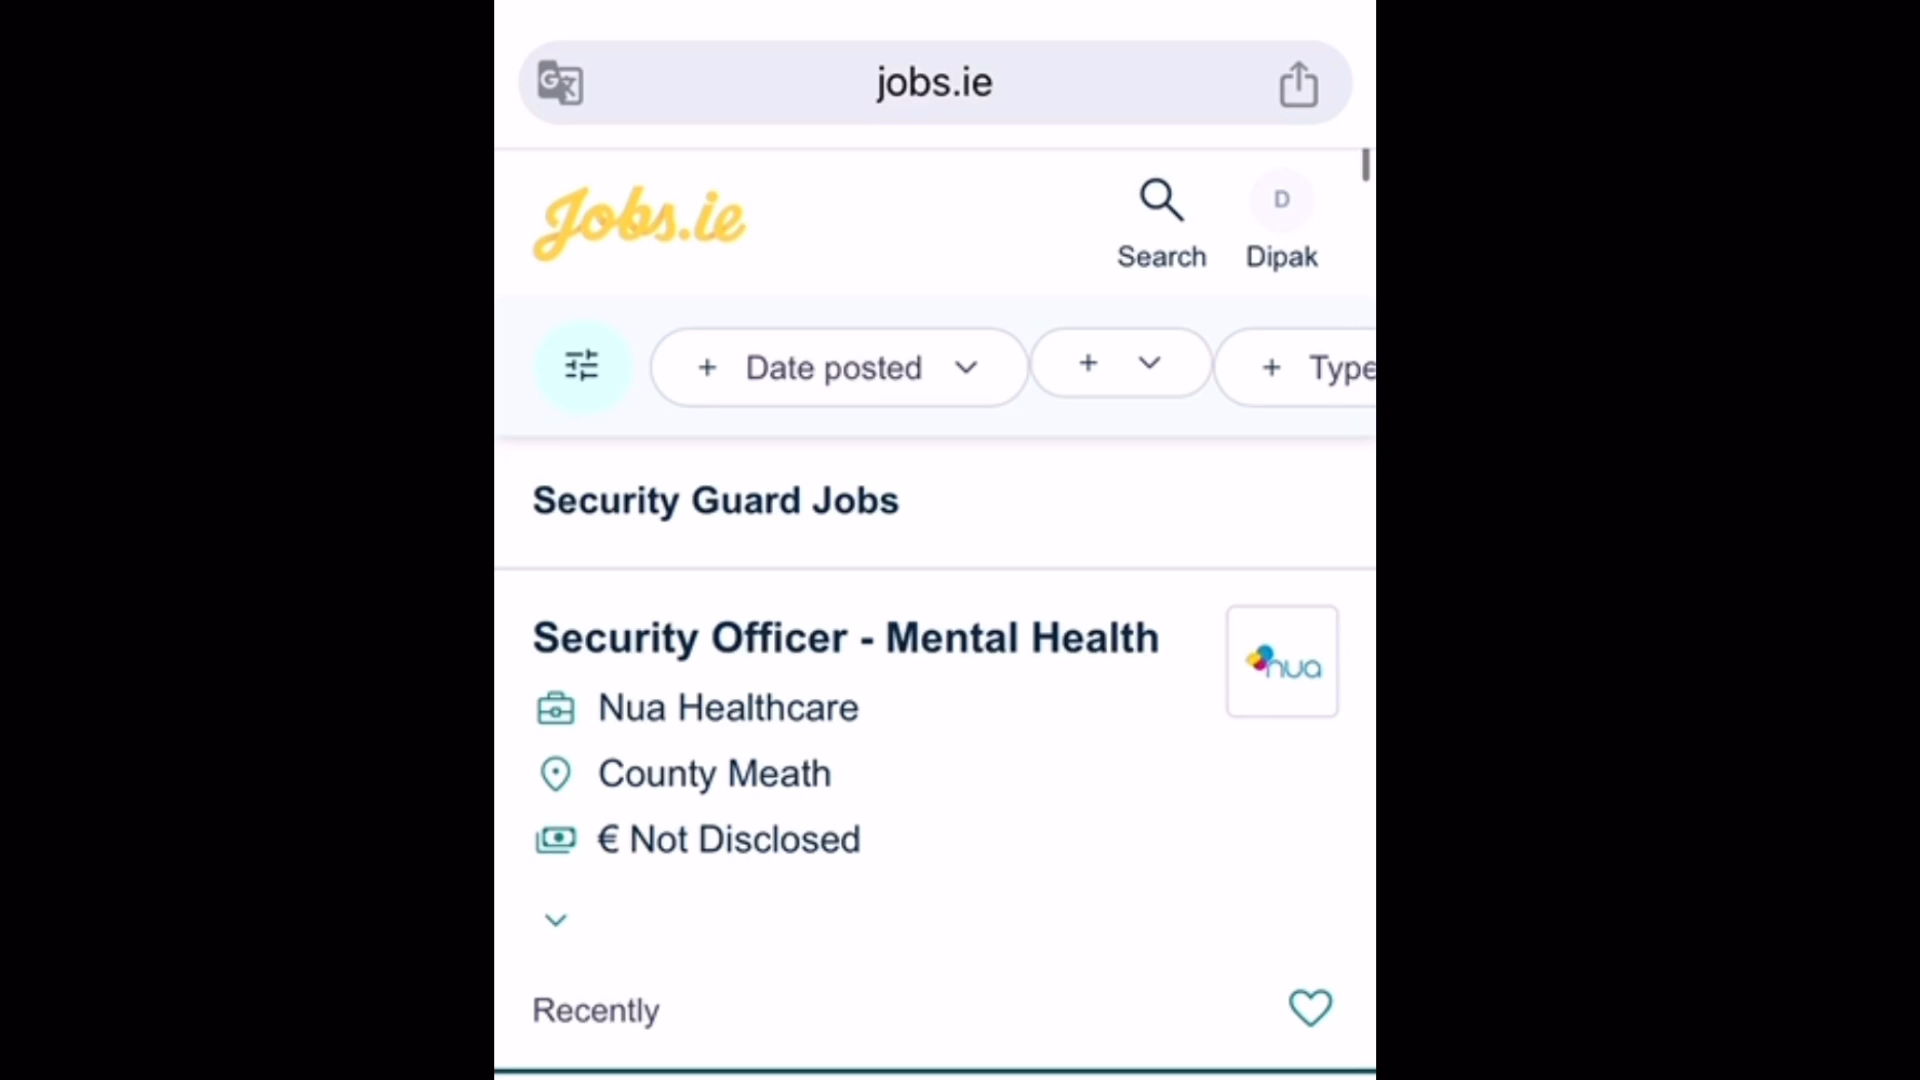 jobs.ie
Jobs.ie
Search
D
Dipak
+ Date posted
+
+ Type
Security Guard Jobs
Security Officer - Mental Health
nua
Nua Healthcare
County Meath
€ Not Disclosed
Recently